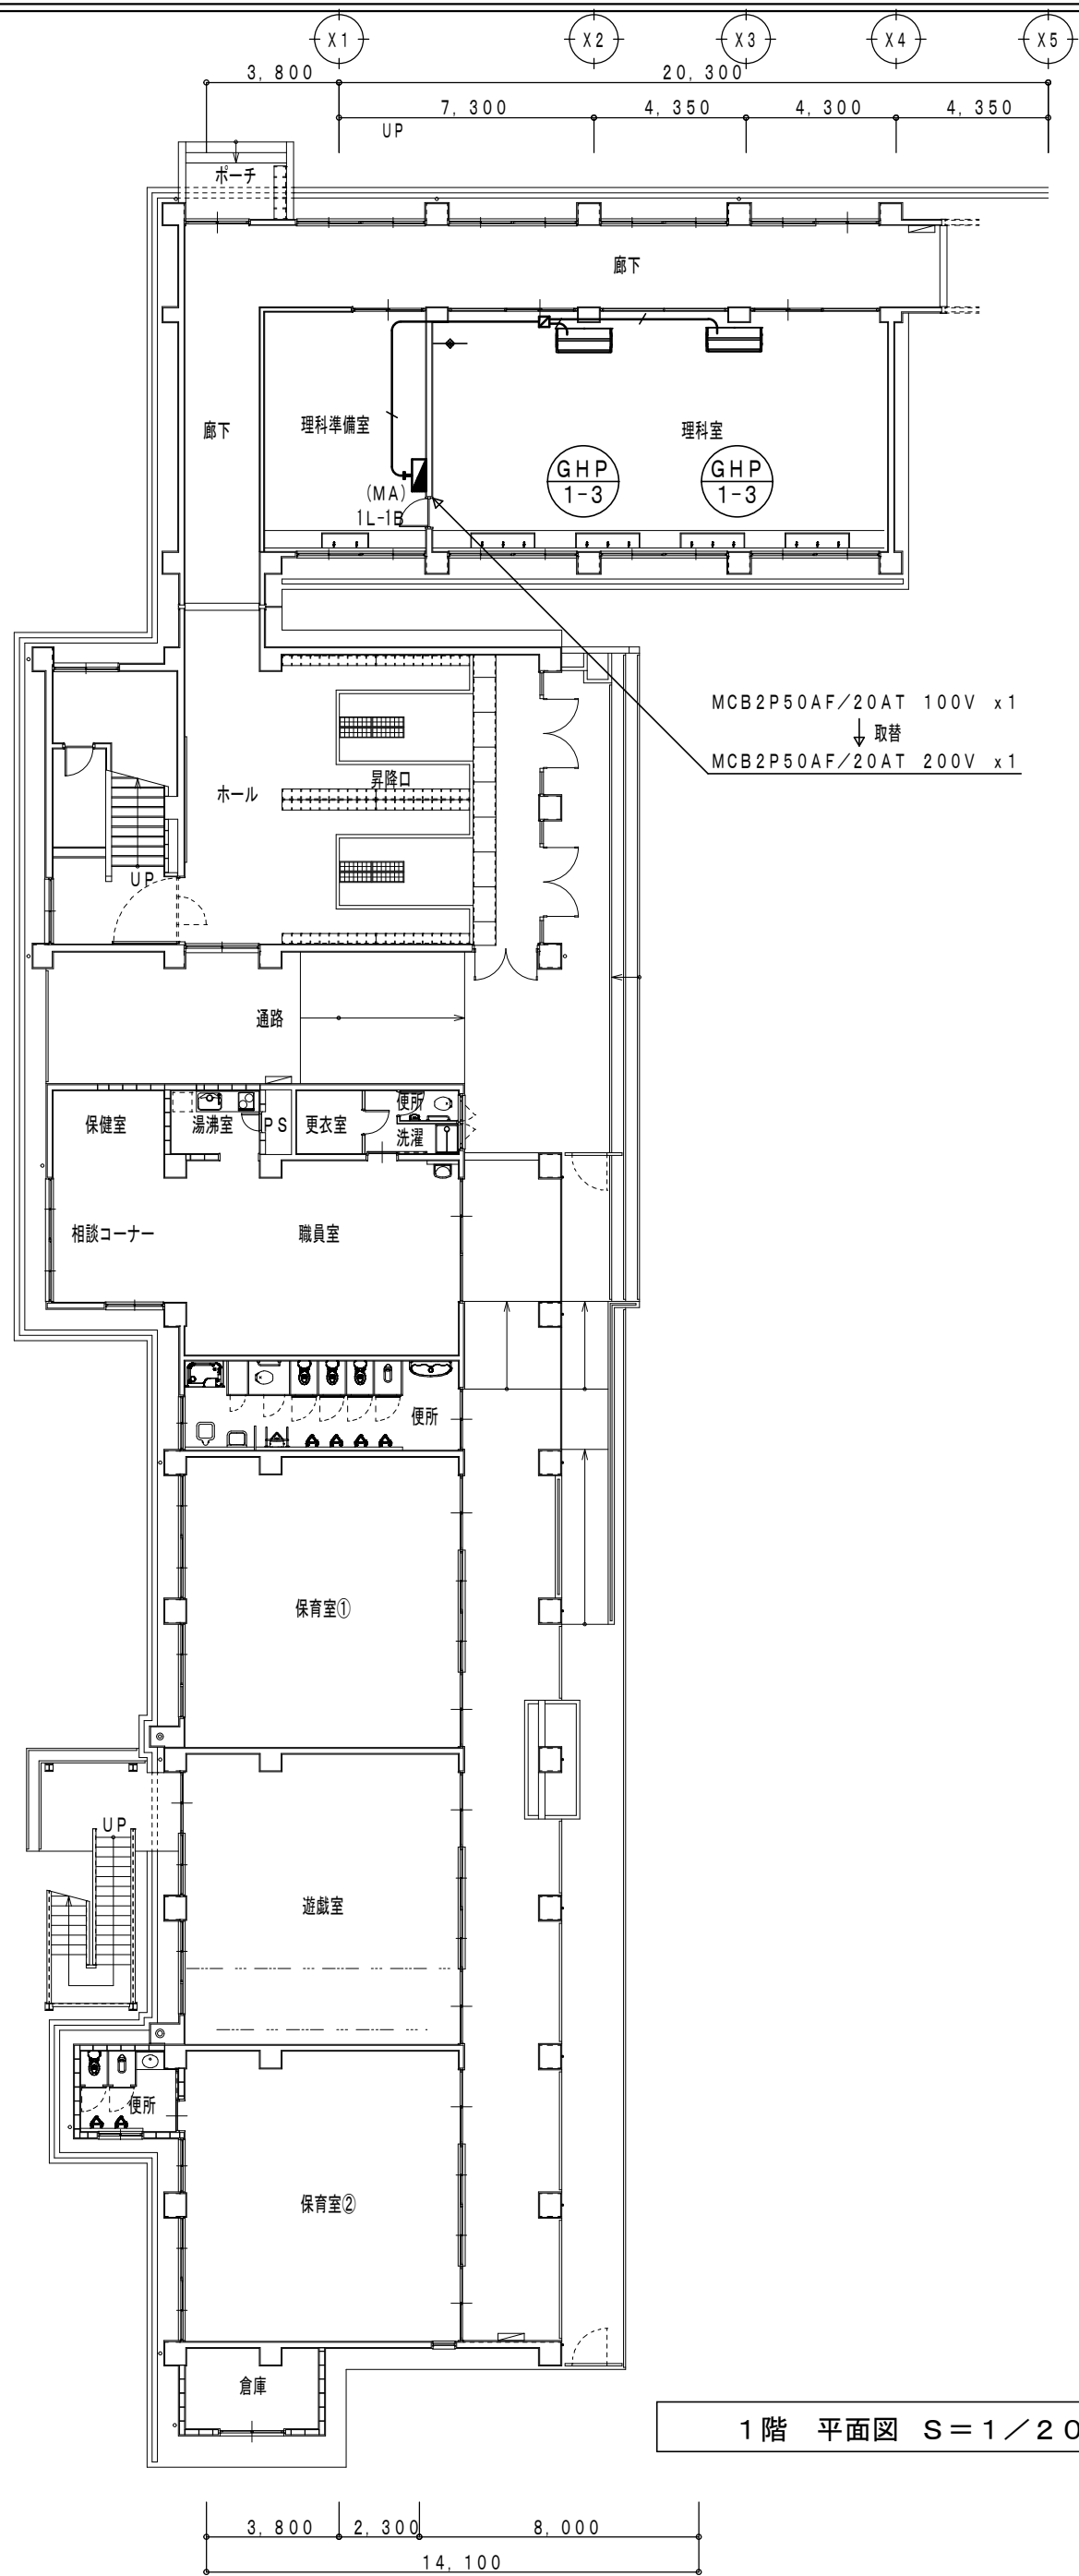 X1 X2 X3 X4 X5
3,800 20,300
7,300 4,350 4,300 4,350
UP
ポーチ
廊下
廊下
理科準備室
理科室
GHP
1-3
GHP
1-3
(MA)
1L-1B
MCB2P50AF/20AT 100V x1
取替
MCB2P50AF/20AT 200V x1
ホール
昇降口
UP
通路
保健室
湯沸室
PS
更衣室
便所
洗濯
相談コーナー
職員室
便所
保育室①
UP
遊戯室
便所
保育室②
倉庫
1階 平面図 S=1/20
3,800 2,300 8,000
14,100